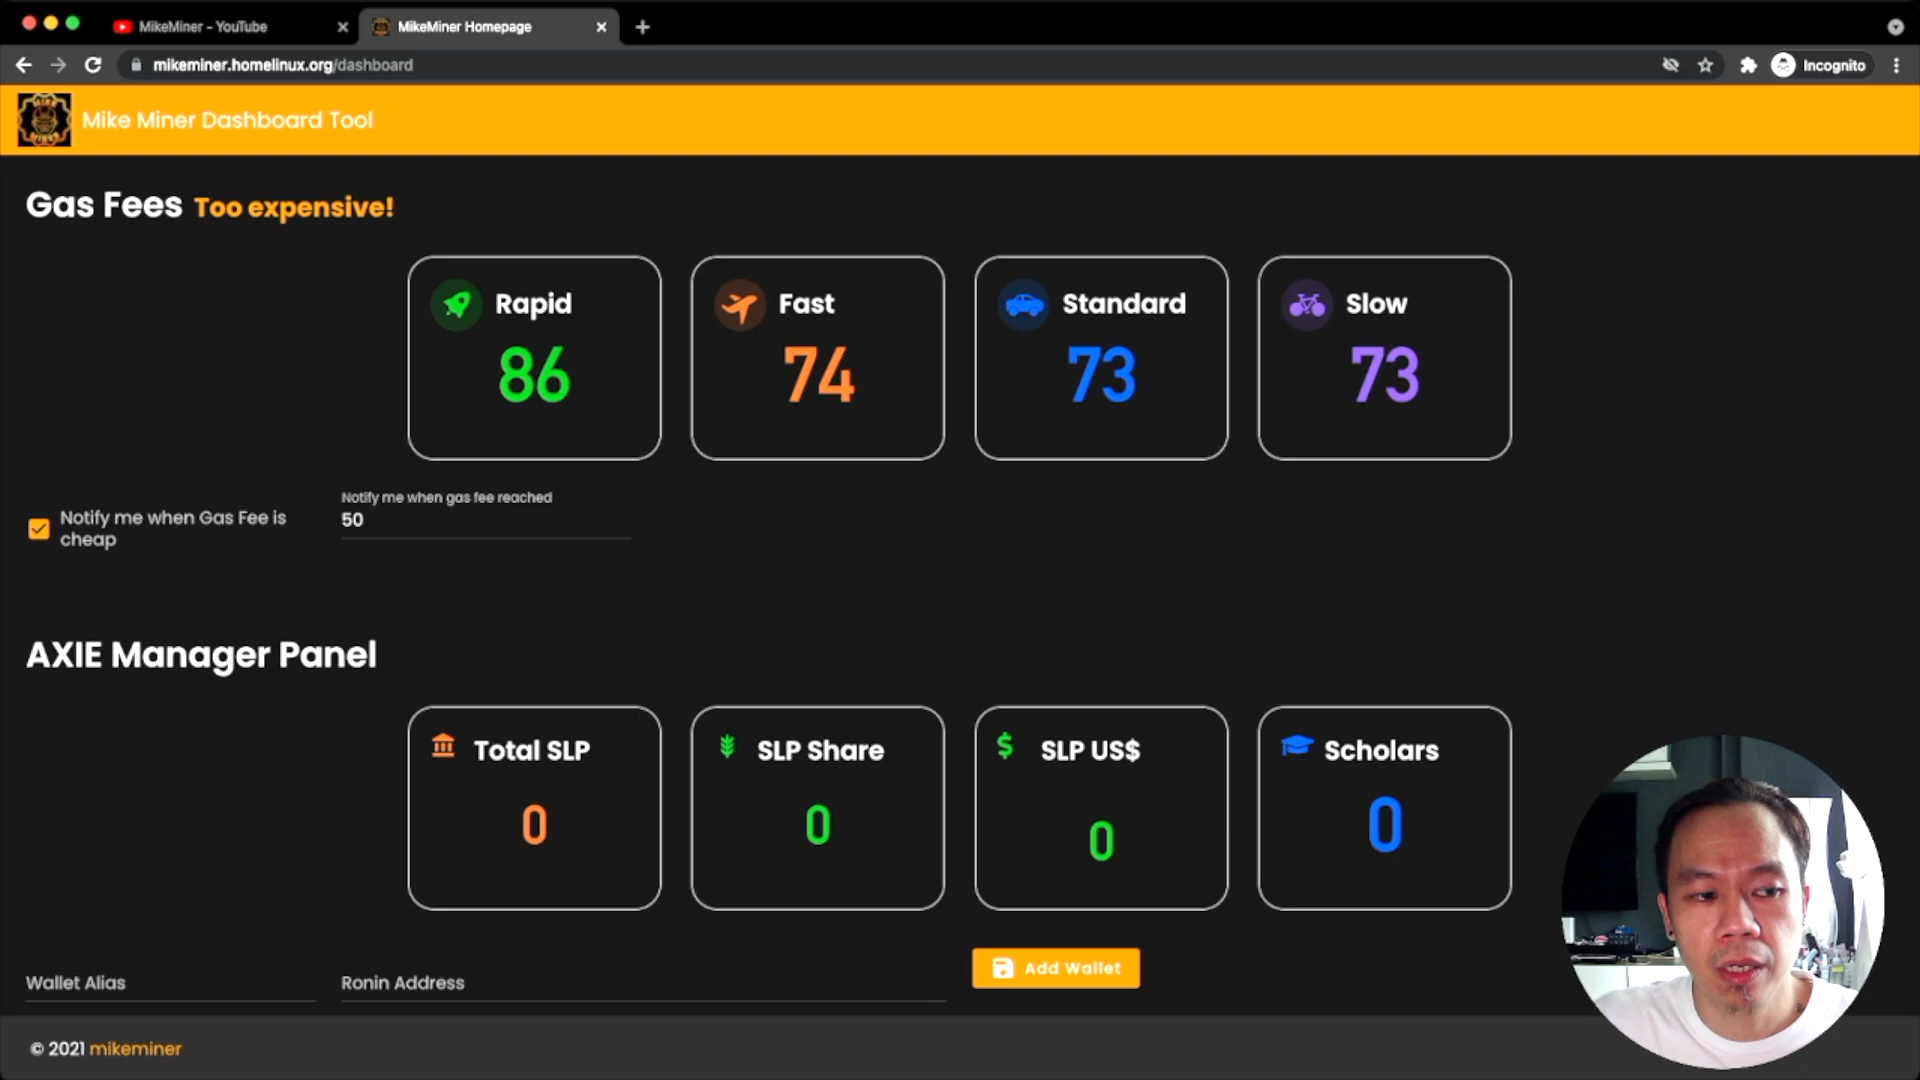 MikeMiner - YouTube
MikeMiner Homepage
mikeminer.homelinux.org/dashboard
Incognito
MIKE
MINER
Mike Miner Dashboard Tool
Gas Fees Too expensive!
Rapid
86
Fast
74
Standard
73
Slow
73
Notify me when Gas Fee is
cheap
Notify me when gas fee reached
50
AXIE Manager Panel
Total SLP
0
SLP Share
0
SLP US$
0
Scholars
0
Wallet Alias
Ronin Address
Add Wallet
© 2021 mikeminer